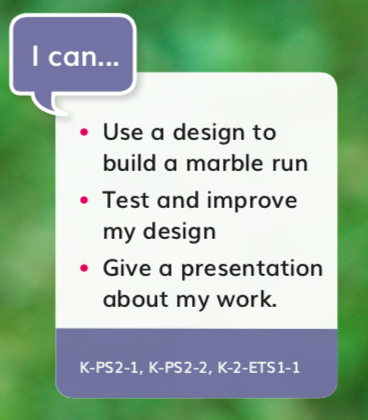 I can...
• Use a design to
build a marble run
• Test and improve
my design
• Give a presentation
about my work.
K-PS2-1, K-PS2-2, K-2-ETS1-1